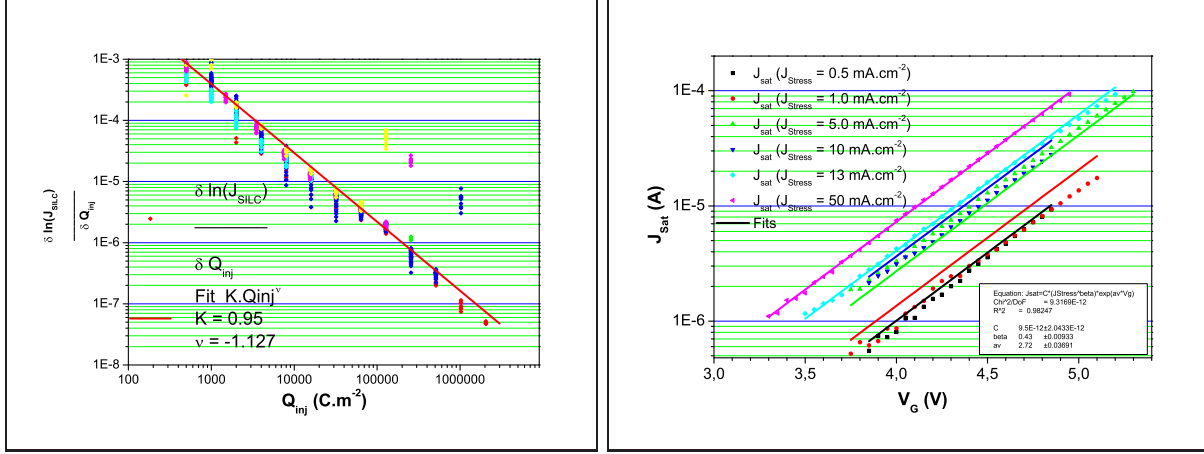 1E-3
1E-4
1E-5
1E-6
1E-7
1E-8
δ ln(J_SILC)
δ Q_inj
δ ln(J_SILC)
δ Q_inj
Fit K.Qinj^ν
K = 0.95
ν = -1.127
100 1000 10000 100000 1000000
Q_inj (C.m⁻²)
J_Sat (A)
1E-4
1E-5
1E-6
J_sat (J_Stress = 0.5 mA.cm⁻²)
J_sat (J_Stress = 1.0 mA.cm⁻²)
J_sat (J_Stress = 5.0 mA.cm⁻²)
J_sat (J_Stress = 10 mA.cm⁻²)
J_sat (J_Stress = 13 mA.cm⁻²)
J_sat (J_Stress = 50 mA.cm⁻²)
Fits
Equation: Jsat=C*(JStress^beta)*exp(av*Vg)
Chi^2/DoF = 9.3169E-12
R^2 = 0.98247
C 9.5E-12±2.0433E-12
beta 0.43 ±0.00933
av 2.72 ±0.03691
3,0 3,5 4,0 4,5 5,0
V_G (V)